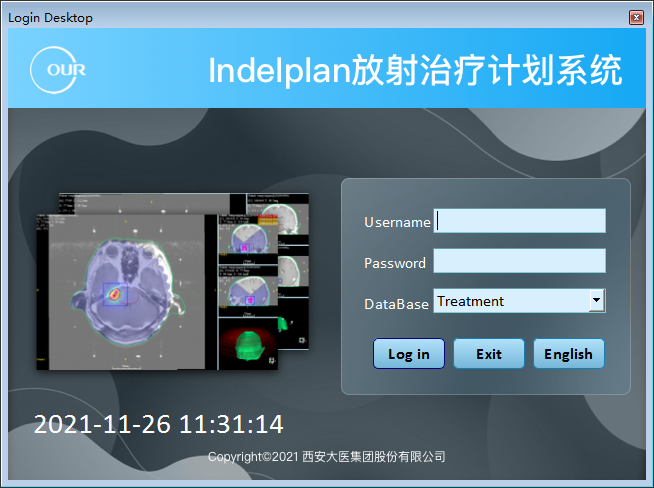 Login Desktop
OUR
Indelplan放射治疗计划系统
Username
Password
DataBase Treatment
Log in Exit English
2021-11-26 11:31:14
Copyright©2021 西安大医集团股份有限公司